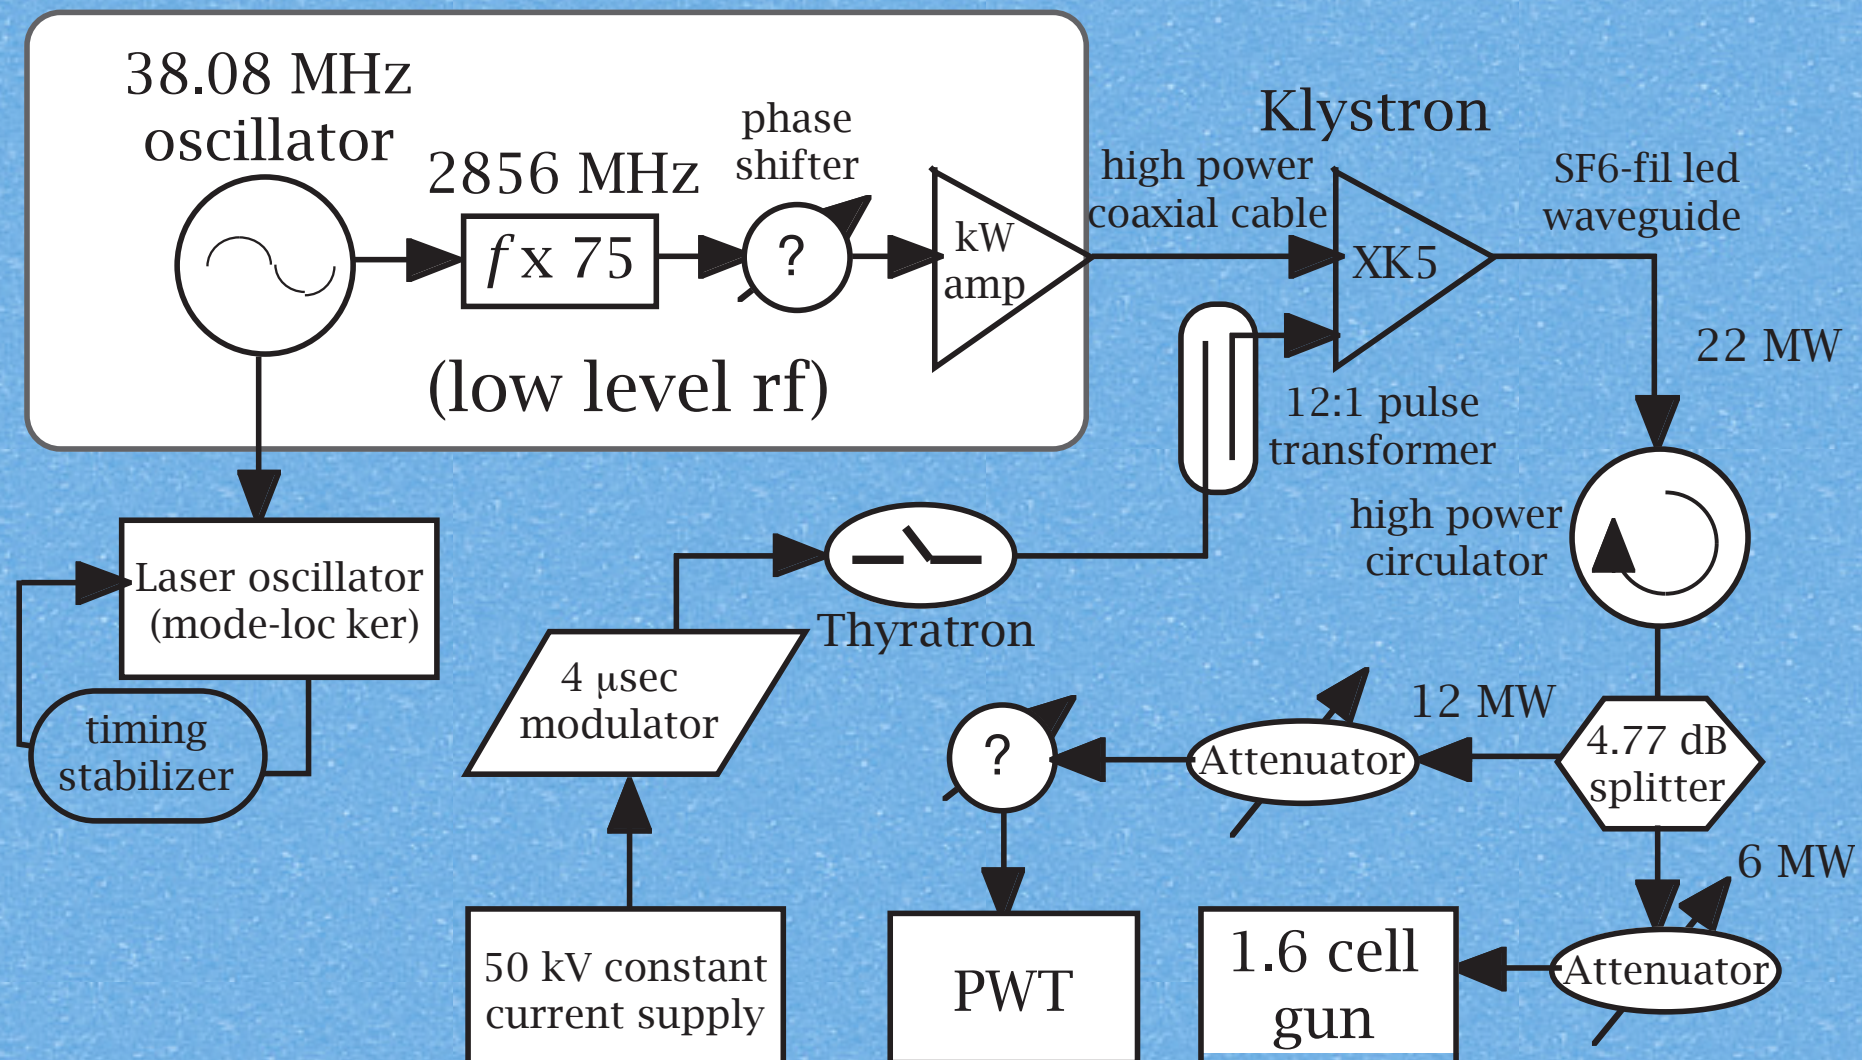 38.08 MHz
oscillator
2856 MHz
f x 75
phase
shifter
?
kW
amp
(low level rf)
high power
coaxial cable
Klystron
XK5
SF6-fil led
waveguide
22 MW
12:1 pulse
transformer
high power
circulator
Laser oscillator
(mode-loc ker)
timing
stabilizer
4 μsec
modulator
Thyratron
50 kV constant
current supply
?
PWT
Attenuator
12 MW
4.77 dB
splitter
6 MW
Attenuator
1.6 cell
gun